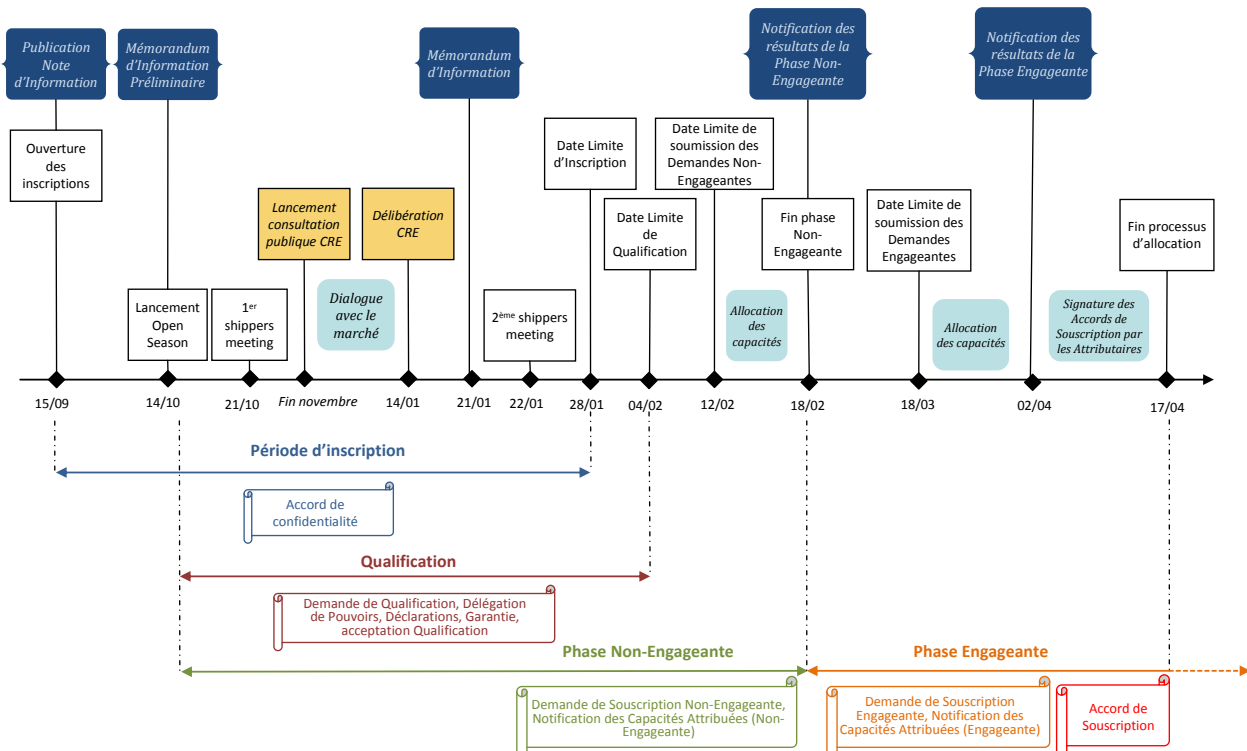 Publication
Note
d'Information
Mémorandum
d'Information
Préliminaire
Mémorandum
d'Information
Notification des
résultats de la
Phase Non-
Engageante
Notification des
résultats de la
Phase Engageante
Ouverture
des
inscriptions
Lancement
consultation
publique CRE
Délibération
CRE
Date Limite
d'Inscription
Date Limite de
soumission des
Demandes Non-
Engageantes
Date Limite
de
Qualification
Fin phase
Non-
Engageante
Date Limite de
soumission des
Demandes
Engageantes
Fin processus
d'allocation
Lancement
Open
Season
1er
shippers
meeting
Dialogue
avec le
marché
2ème shippers
meeting
Allocation
des
capacités
Allocation
des capacités
Signature des
Accords de
Souscription par
les Attributaires
15/09
14/10
21/10
Fin novembre
14/01
21/01
22/01
28/01
04/02
12/02
18/02
18/03
02/04
17/04
Période d'inscription
Accord de
confidentialité
Qualification
Demande de Qualification, Délégation
de Pouvoirs, Déclarations, Garantie,
acceptation Qualification
Phase Non-Engageante
Phase Engageante
Demande de Souscription Non-Engageante,
Notification des Capacités Attribuées (Non-
Engageante)
Demande de Souscription
Engageante, Notification des
Capacités Attribuées (Engageante)
Accord de
Souscription